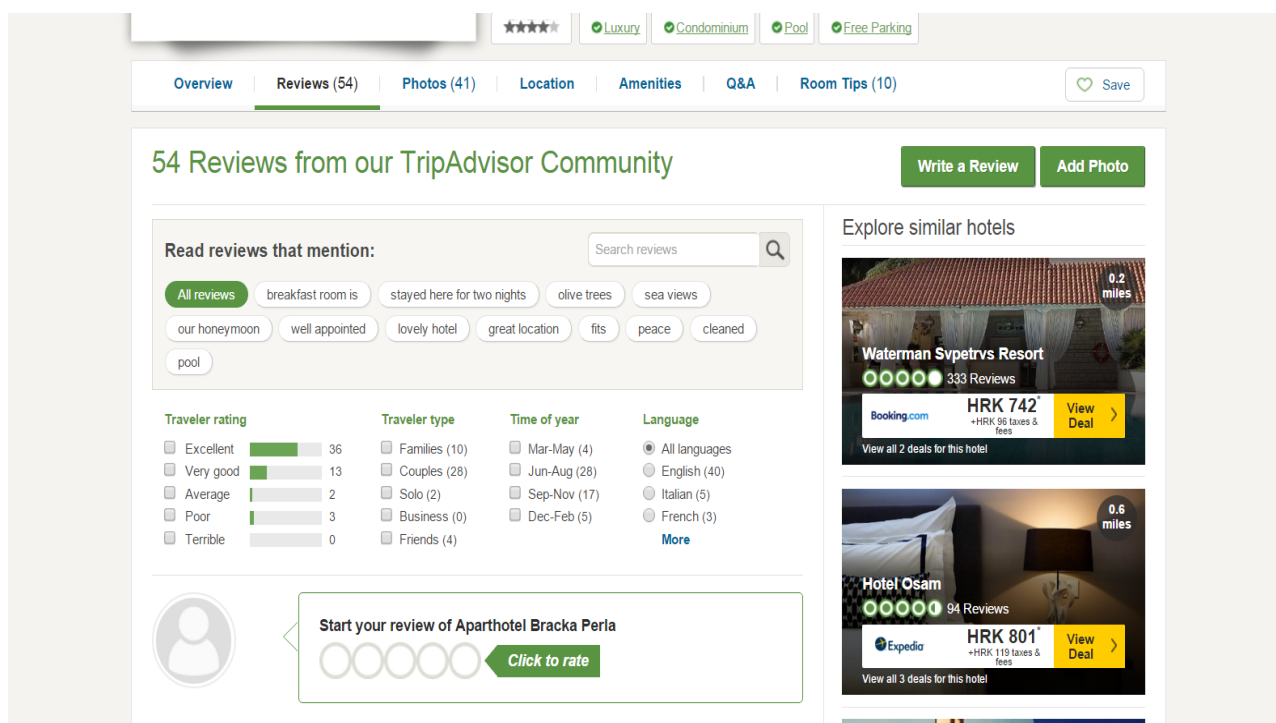 Luxury
Condominium
Pool
Free Parking
Overview
Reviews (54)
Photos (41)
Location
Amenities
Q&A
Room Tips (10)
Save
54 Reviews from our TripAdvisor Community
Write a Review
Add Photo
Read reviews that mention:
Search reviews
All reviews
breakfast room is
stayed here for two nights
olive trees
sea views
our honeymoon
well appointed
lovely hotel
great location
fits
peace
cleaned
pool
Traveler rating
Excellent 36
Very good 13
Average 2
Poor 3
Terrible 0
Traveler type
Families (10)
Couples (28)
Solo (2)
Business (0)
Friends (4)
Time of year
Mar-May (4)
Jun-Aug (28)
Sep-Nov (17)
Dec-Feb (5)
Language
All languages
English (40)
Italian (5)
French (3)
More
Start your review of Aparthotel Bracka Perla
Click to rate
Explore similar hotels
0.2
miles
Waterman Svpetrvs Resort
333 Reviews
Booking.com
HRK 742*
+HRK 96 taxes &
fees
View
Deal
View all 2 deals for this hotel
0.6
miles
Hotel Osam
94 Reviews
Expedia
HRK 801*
+HRK 119 taxes &
fees
View
Deal
View all 3 deals for this hotel